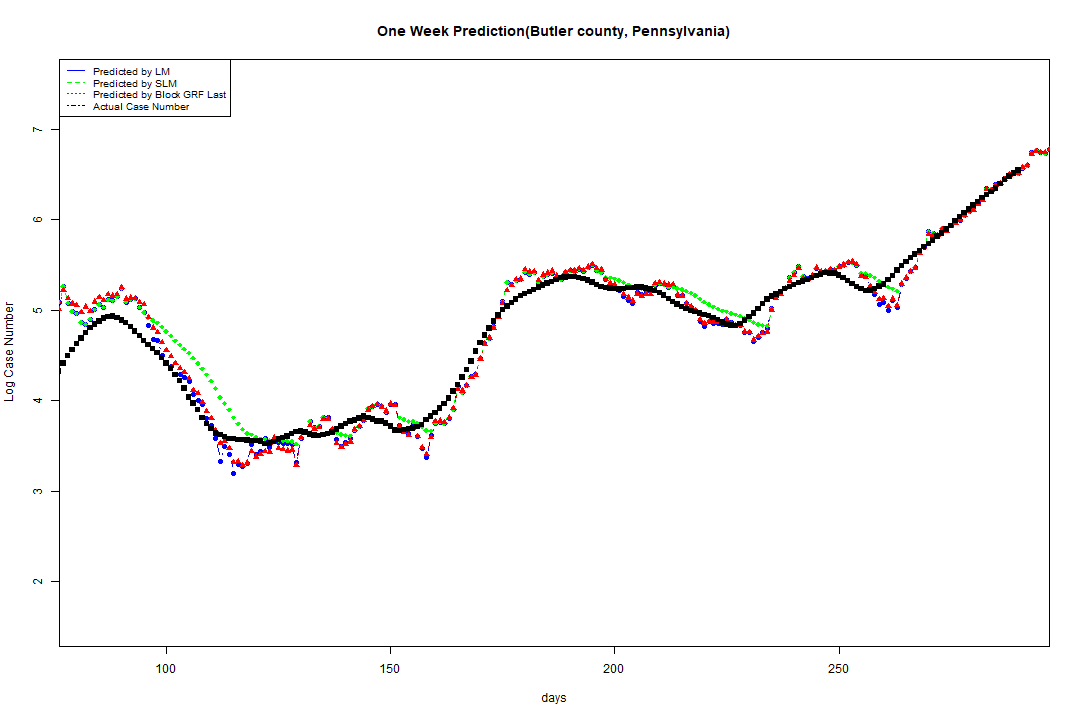 One Week Prediction(Butler county, Pennsylvania)
Predicted by LM
Predicted by SLM
Predicted by Block GRF Last
Actual Case Number
Log Case Number
7
6
5
4
3
2
100 150 200 250
days